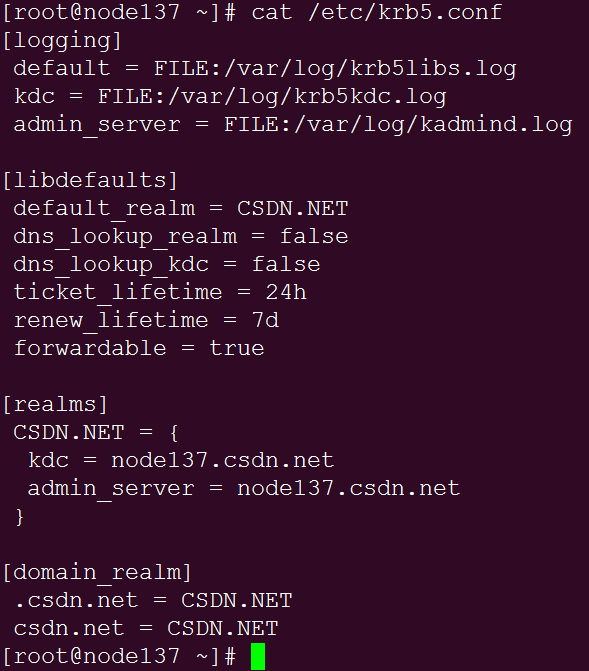 [root@node137 ~]# cat /etc/krb5.conf
[logging]
 default = FILE:/var/log/krb5libs.log
 kdc = FILE:/var/log/krb5kdc.log
 admin_server = FILE:/var/log/kadmind.log

[libdefaults]
 default_realm = CSDN.NET
 dns_lookup_realm = false
 dns_lookup_kdc = false
 ticket_lifetime = 24h
 renew_lifetime = 7d
 forwardable = true

[realms]
 CSDN.NET = {
  kdc = node137.csdn.net
  admin_server = node137.csdn.net
 }

[domain_realm]
 .csdn.net = CSDN.NET
 csdn.net = CSDN.NET
[root@node137 ~]#